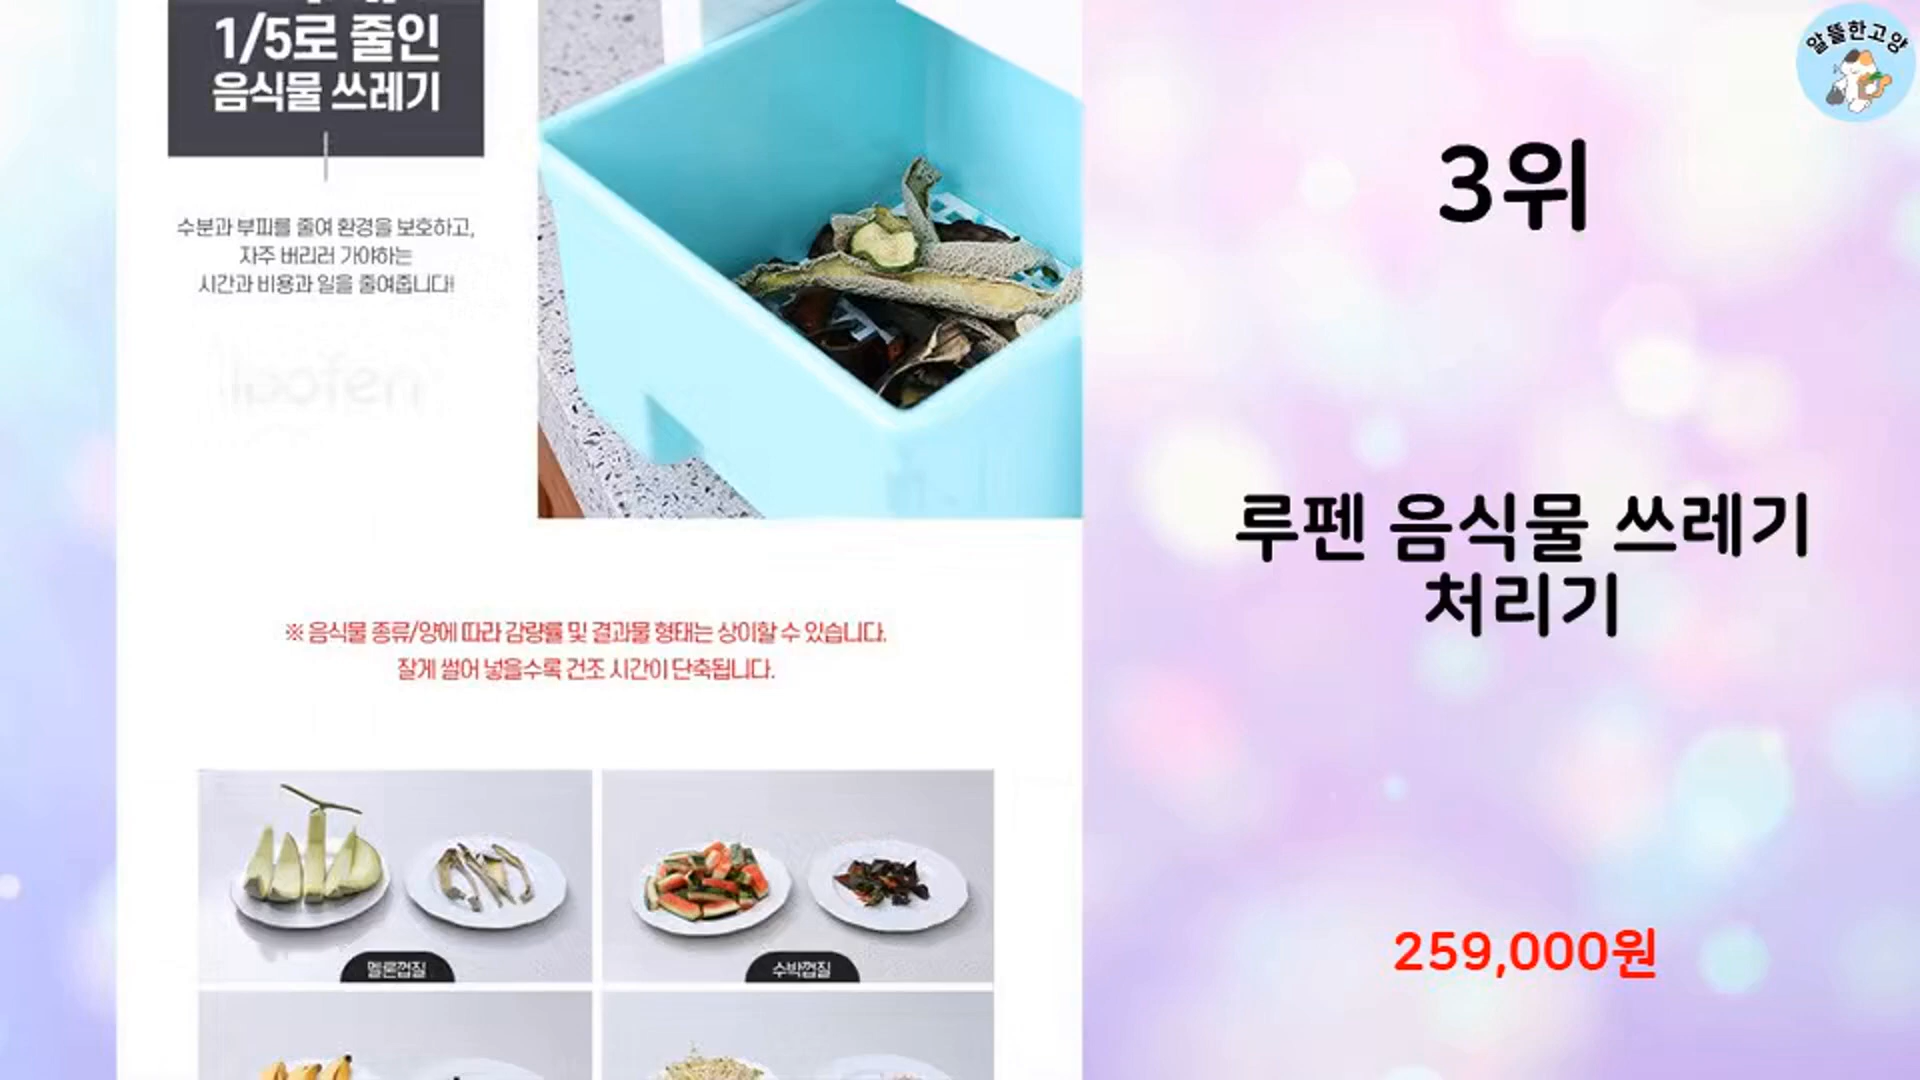 1/5로 줄인
음식물 쓰레기
수분과 부피를 줄여 환경을 보호하고,
자주 버리러 가야하는
시간과 비용과 일을 줄여줍니다!
※ 음식물 종류/양에 따라 감량률 및 결과물 형태는 상이할 수 있습니다.
잘게 썰어 넣을수록 건조 시간이 단축됩니다.
멜론껍질
수박껍질
알뜰한고양
3위
루펜 음식물 쓰레기
처리기
259,000원